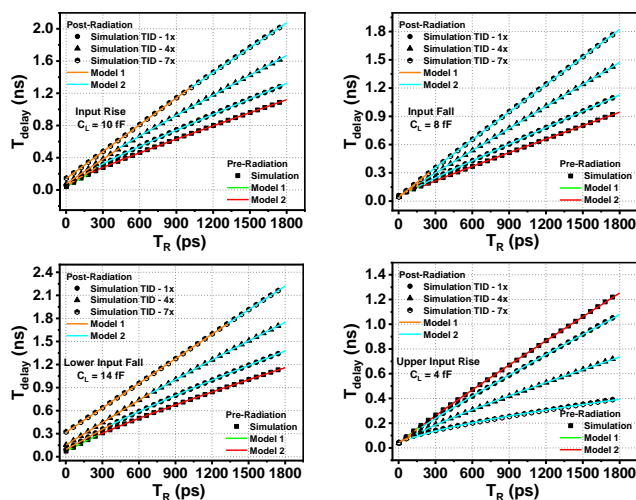 Post-Radiation
Simulation TID - 1x
Simulation TID - 4x
Simulation TID - 7x
Model 1
Model 2
Input Rise
C_L = 10 fF
Pre-Radiation
Simulation
Model 1
Model 2
T_delay (ns)
2.0
1.6
1.2
0.8
0.4
0.0
0 300 600 900 1200 1500 1800
T_R (ps)
Post-Radiation
Simulation TID - 1x
Simulation TID - 4x
Simulation TID - 7x
Model 1
Model 2
Input Fall
C_L = 8 fF
Pre-Radiation
Simulation
Model 1
Model 2
T_delay (ns)
1.8
1.5
1.2
0.9
0.6
0.3
0.0
0 300 600 900 1200 1500 1800
T_R (ps)
Post-Radiation
Simulation TID - 1x
Simulation TID - 4x
Simulation TID - 7x
Model 1
Model 2
Lower Input Fall
C_L = 14 fF
Pre-Radiation
Simulation
Model 1
Model 2
T_delay (ns)
2.4
2.1
1.8
1.5
1.2
0.9
0.6
0.3
0.0
0 300 600 900 1200 1500 1800
T_R (ps)
Post-Radiation
Simulation TID - 1x
Simulation TID - 4x
Simulation TID - 7x
Model 1
Model 2
Upper Input Rise
C_L = 4 fF
Pre-Radiation
Simulation
Model 1
Model 2
T_delay (ns)
1.4
1.2
1.0
0.8
0.6
0.4
0.2
0.0
0 300 600 900 1200 1500 1800
T_R (ps)